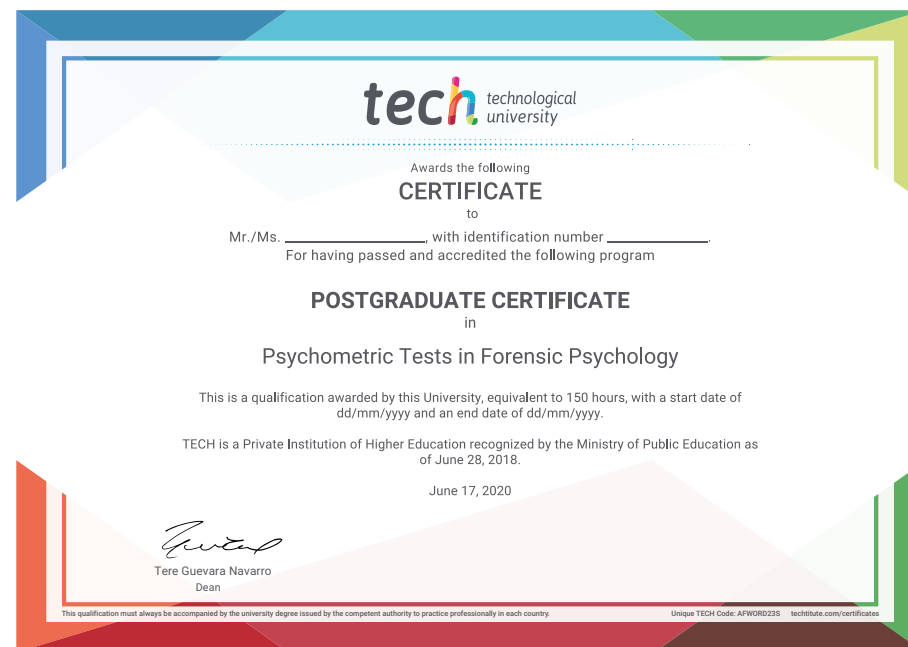 tech technological
university
Awards the following
CERTIFICATE
to
Mr./Ms. ____________________, with identification number ______________.
For having passed and accredited the following program
POSTGRADUATE CERTIFICATE
in
Psychometric Tests in Forensic Psychology
This is a qualification awarded by this University, equivalent to 150 hours, with a start date of
dd/mm/yyyy and an end date of dd/mm/yyyy.
TECH is a Private Institution of Higher Education recognized by the Ministry of Public Education as
of June 28, 2018.
June 17, 2020
Tere Guevara Navarro
Dean
This qualification must always be accompanied by the university degree issued by the competent authority to practice professionally in each country.
Unique TECH Code: AFWORD23S techtitute.com/certificates